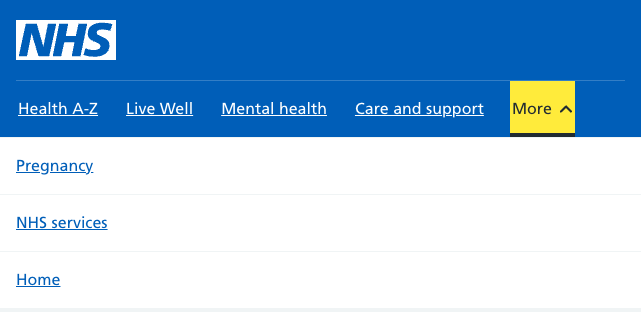 NHS
Health A-Z Live Well Mental health Care and support More
Pregnancy
NHS services
Home